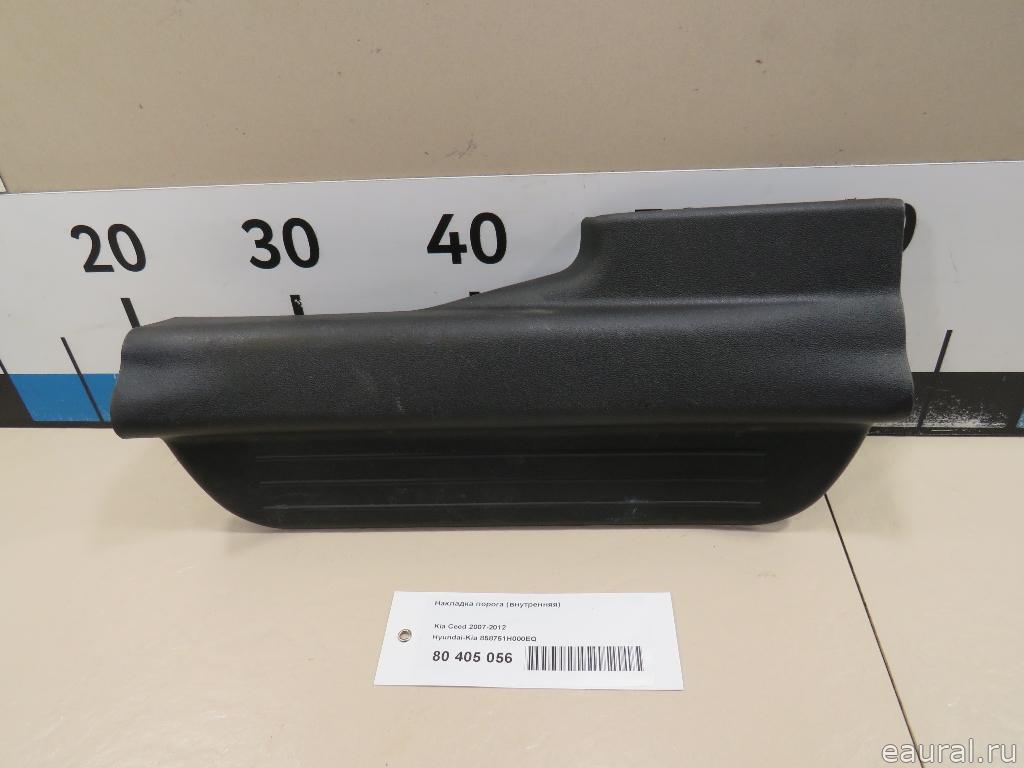 20 30 40
Накладка порога (внутренняя)
Kia Ceed 2007-2012
Hyundai-Kia 858751H000EQ
80 405 056
eaural.ru